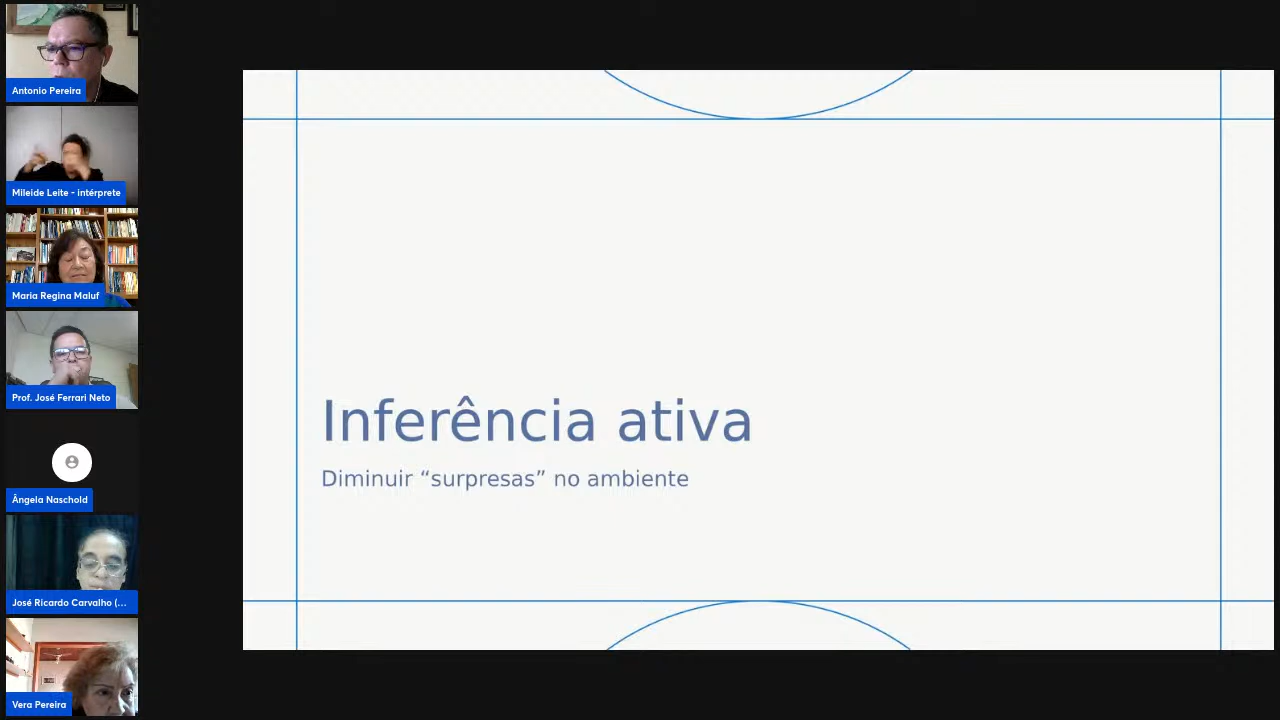 Antonio Pereira
Mileide Leite - intérprete
Maria Regina Maluf
Prof. José Ferrari Neto
Ângela Naschold
José Ricardo Carvalho (...
Vera Pereira
Inferência ativa
Diminuir “surpresas” no ambiente